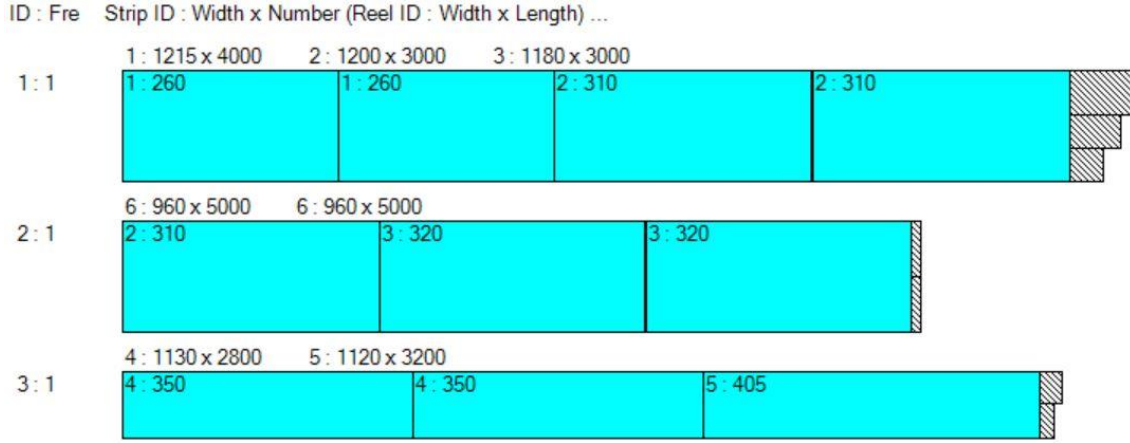 ID : Fre Strip ID : Width x Number (Reel ID : Width x Length) ...
1 : 1215 x 4000 2 : 1200 x 3000 3 : 1180 x 3000
1 : 1 1 : 260 1 : 260 2 : 310 2 : 310
6 : 960 x 5000 6 : 960 x 5000
2 : 1 2 : 310 3 : 320 3 : 320
4 : 1130 x 2800 5 : 1120 x 3200
3 : 1 4 : 350 4 : 350 5 : 405